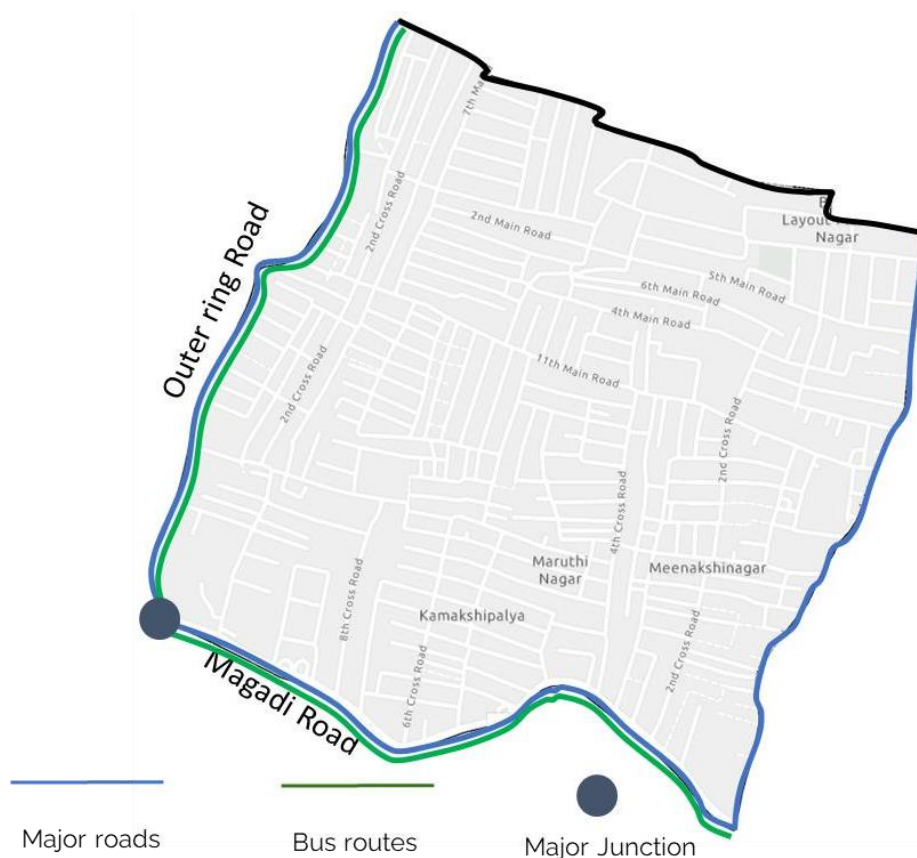 7th Ma
2nd Cross Road
2nd Main Road
Layout
Nagar
Outer ring Road
5th Main Road
6th Main Road
4th Main Road
11th Main Road
2nd Cross Road
2nd Cross Road
4th Cross Road
Maruthi
Nagar
Meenakshinagar
8th Cross Road
Kamakshipalya
2nd Cross Road
6th Cross Road
Magadi Road
Major roads
Bus routes
Major Junction